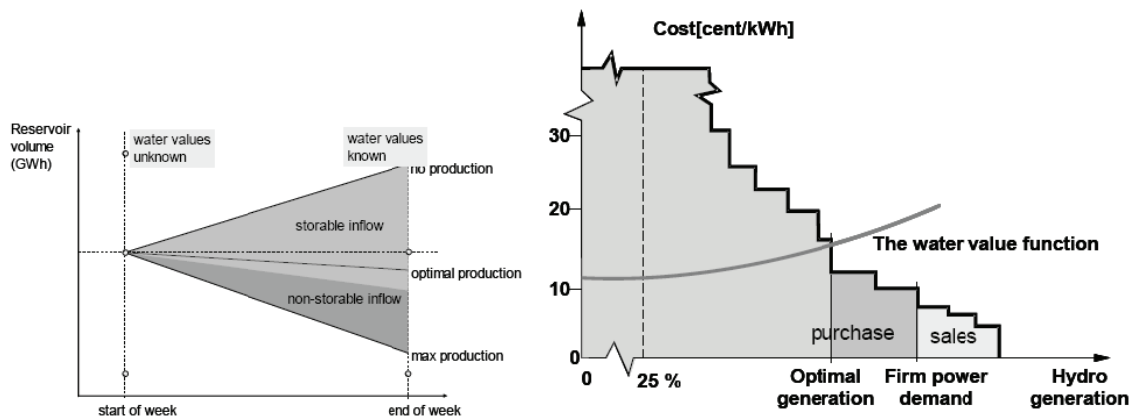 Reservoir
volume
(GWh)
water values
unknown
water values
known
no production
storable inflow
optimal production
non-storable inflow
max production
start of week
end of week
Cost[cent/kWh]
30
20
The water value function
10
purchase
sales
0
0
25 %
Optimal
generation
Firm power
demand
Hydro
generation